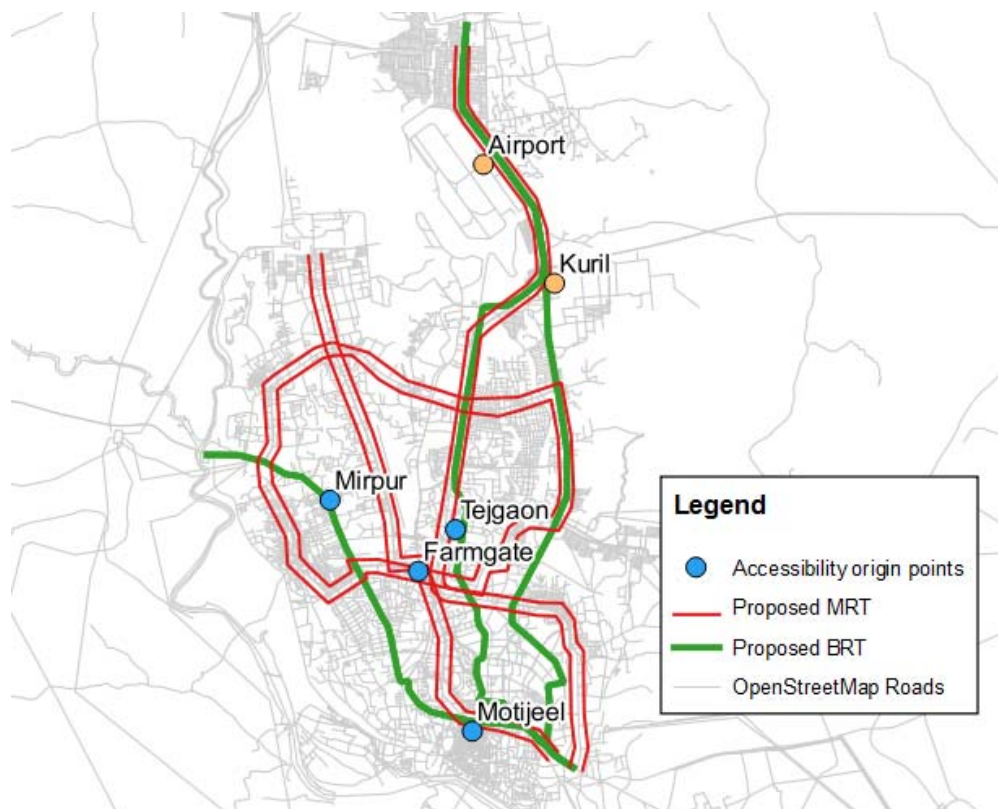 Airport
Kuril
Mirpur
Tejgaon
Farmgate
Motijeel
Legend
Accessibility origin points
Proposed MRT
Proposed BRT
OpenStreetMap Roads